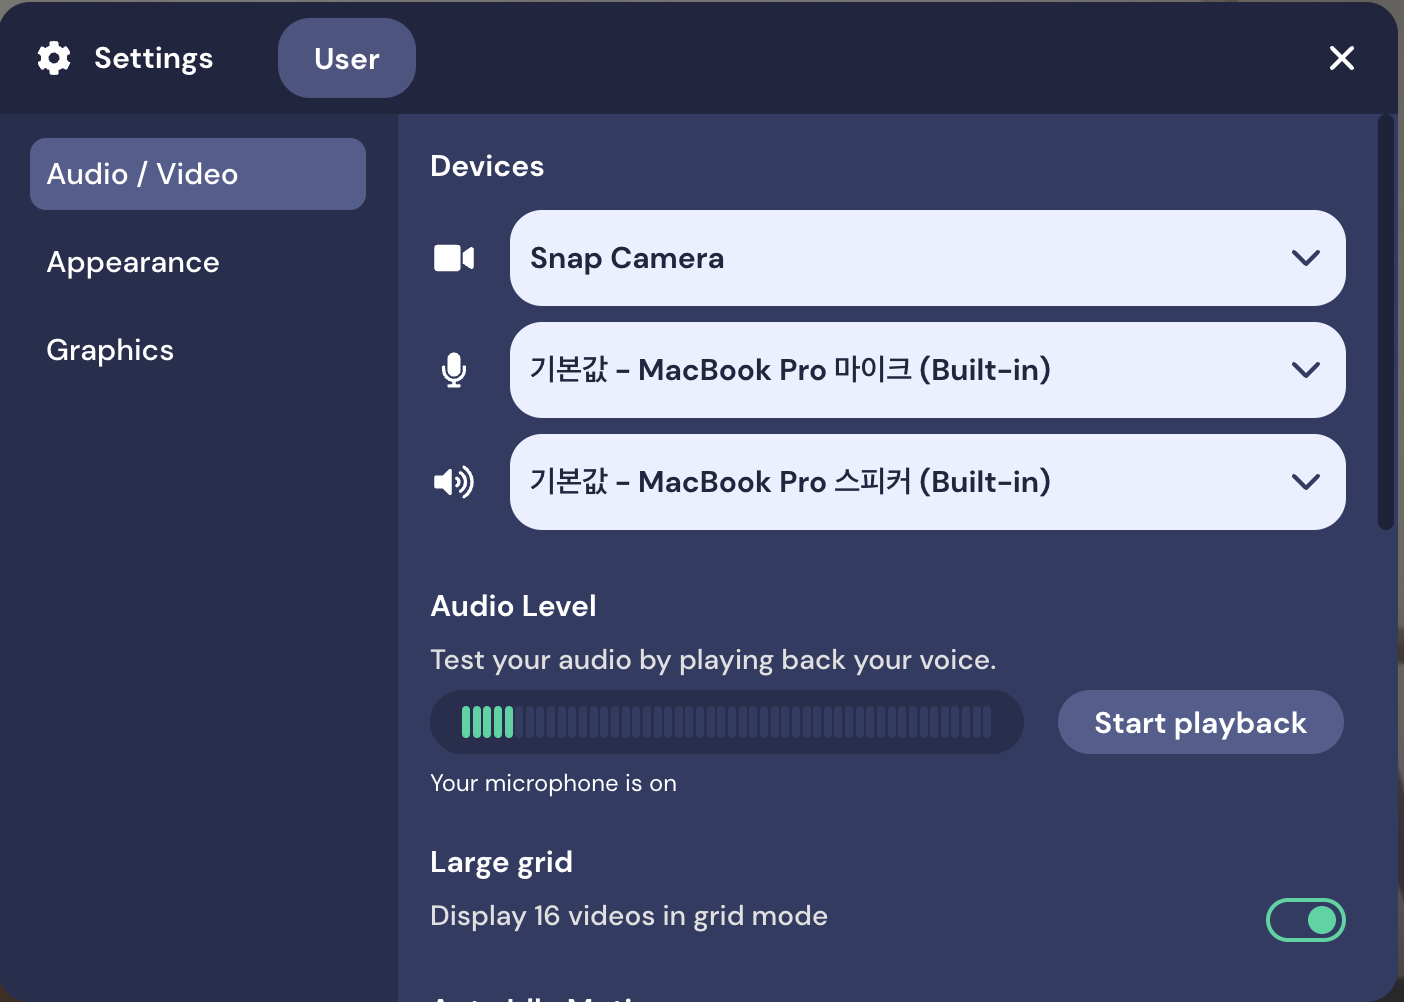 Settings
User
Audio / Video
Appearance
Graphics
Devices
Snap Camera
기본값 - MacBook Pro 마이크 (Built-in)
기본값 - MacBook Pro 스피커 (Built-in)
Audio Level
Test your audio by playing back your voice.
Start playback
Your microphone is on
Large grid
Display 16 videos in grid mode